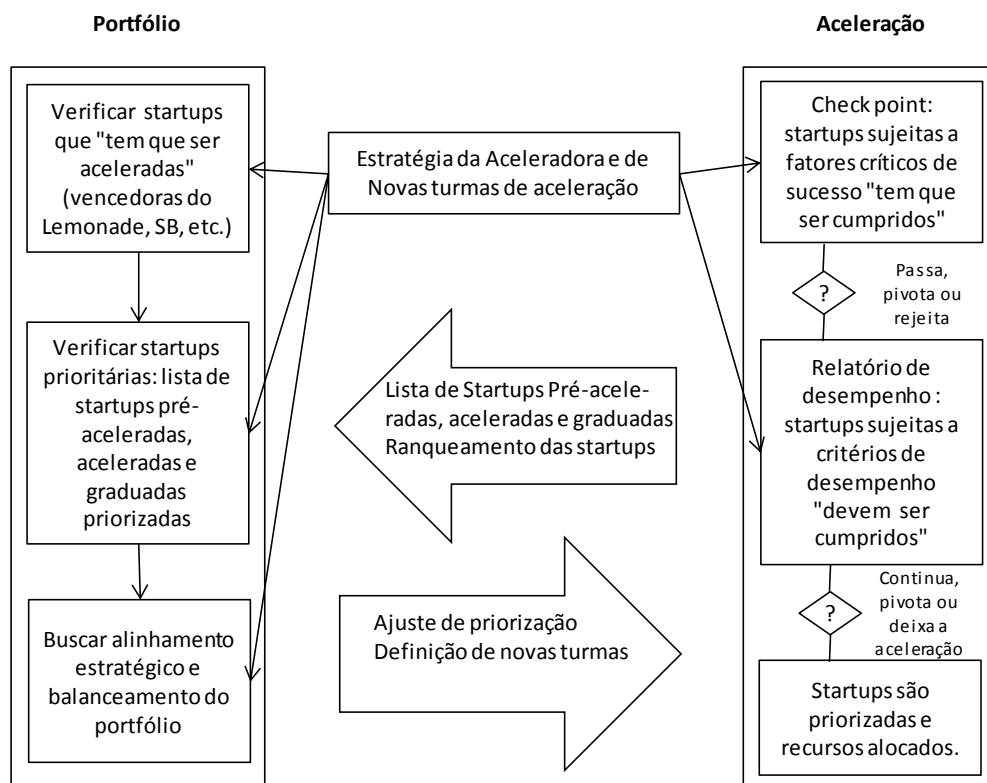 Portfólio
Aceleração
Verificar startups
que "tem que ser
aceleradas"
(vencedoras do
Lemonade, SB, etc.)
Estratégia da Aceleradora e de
Novas turmas de aceleração
Check point:
startups sujeitas a
fatores críticos de
sucesso "tem que
ser cumpridos"
?
Passa,
pivota ou
rejeita
Verificar startups
prioritárias: lista de
startups pré-
aceleradas,
aceleradas e
graduadas
priorizadas
Lista de Startups Pré-acele-
radas, aceleradas e graduadas
Ranqueamento das startups
Relatório de
desempenho :
startups sujeitas a
critérios de
desempenho
"devem ser
cumpridos"
?
Continua,
pivota ou
deixa a
aceleração
Buscar alinhamento
estratégico e
balanceamento do
portfólio
Ajuste de priorização
Definição de novas turmas
Startups são
priorizadas e
recursos alocados.